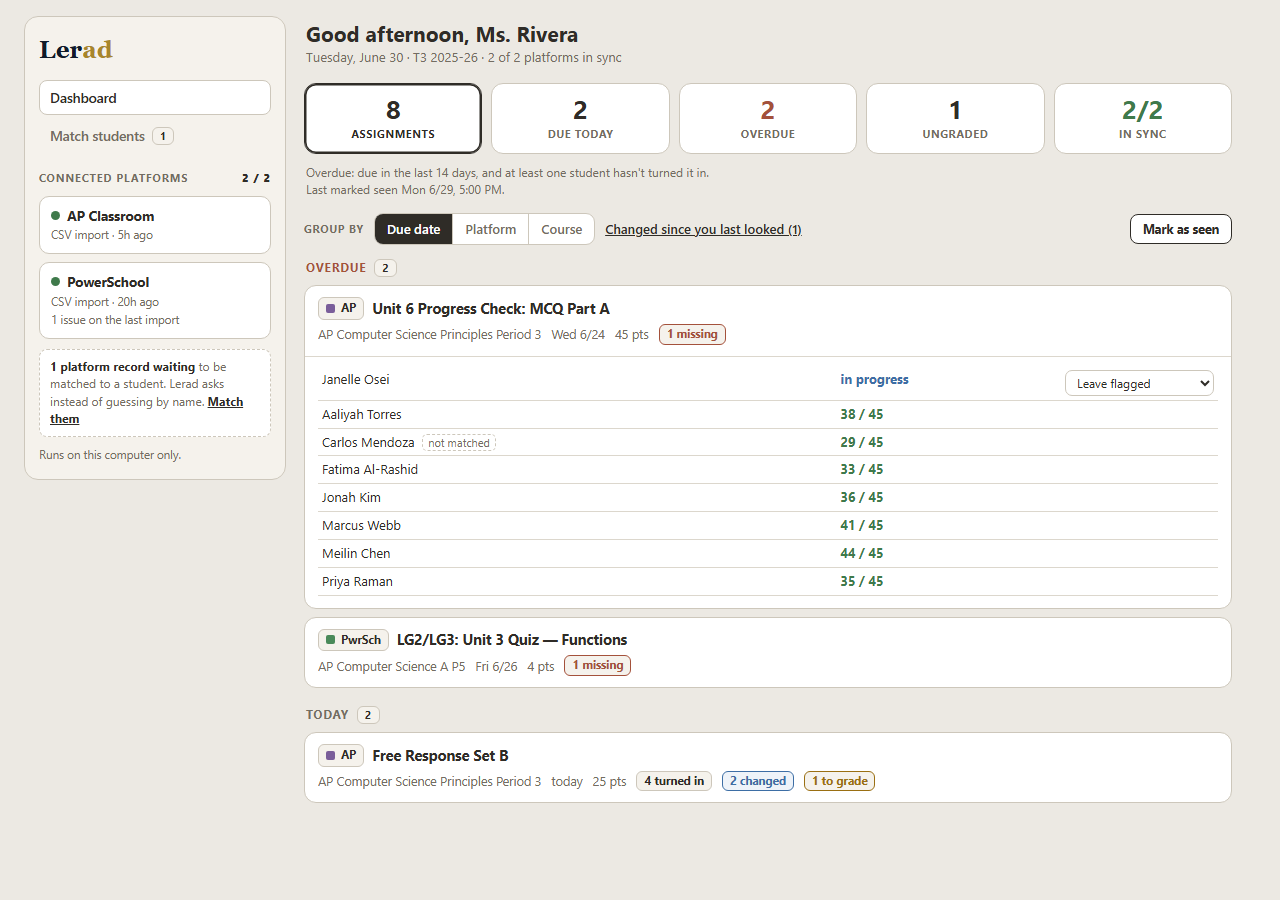 Lerad
Dashboard
Match students 1
CONNECTED PLATFORMS 2 / 2
AP Classroom
CSV import · 5h ago
PowerSchool
CSV import · 20h ago
1 issue on the last import
1 platform record waiting to be
matched to a student. Lerad asks
instead of guessing by name. Match
them
Runs on this computer only.
Good afternoon, Ms. Rivera
Tuesday, June 30 · T3 2025-26 · 2 of 2 platforms in sync
8
ASSIGNMENTS
2
DUE TODAY
2
OVERDUE
1
UNGRADED
2/2
IN SYNC
Overdue: due in the last 14 days, and at least one student hasn't turned it in.
Last marked seen Mon 6/29, 5:00 PM.
GROUP BY Due date Platform Course Changed since you last looked (1) Mark as seen
OVERDUE 2
AP Unit 6 Progress Check: MCQ Part A
AP Computer Science Principles Period 3 Wed 6/24 45 pts 1 missing
Janelle Osei in progress Leave flagged
Aaliyah Torres 38 / 45
Carlos Mendoza not matched 29 / 45
Fatima Al-Rashid 33 / 45
Jonah Kim 36 / 45
Marcus Webb 41 / 45
Meilin Chen 44 / 45
Priya Raman 35 / 45
PwrSch LG2/LG3: Unit 3 Quiz — Functions
AP Computer Science A P5 Fri 6/26 4 pts 1 missing
TODAY 2
AP Free Response Set B
AP Computer Science Principles Period 3 today 25 pts 4 turned in 2 changed 1 to grade